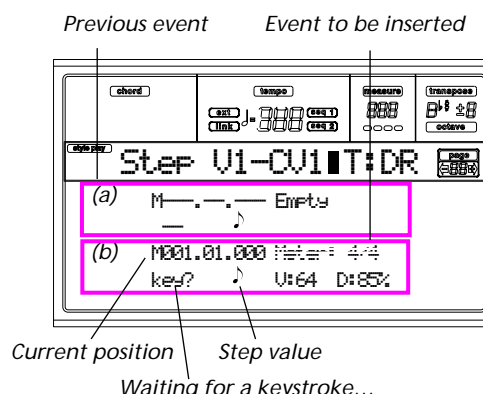 Previous event Event to be inserted
chord tempo measure transpose
ext seq 1
link seq 2
octave
style play Step V1-CV1 T:DR page
(a) M---.--.--- Empty
(b) M001.01.000 Meter: 4/4
key? ♪ V:64 D:85%
Current position Step value
Waiting for a keystroke...